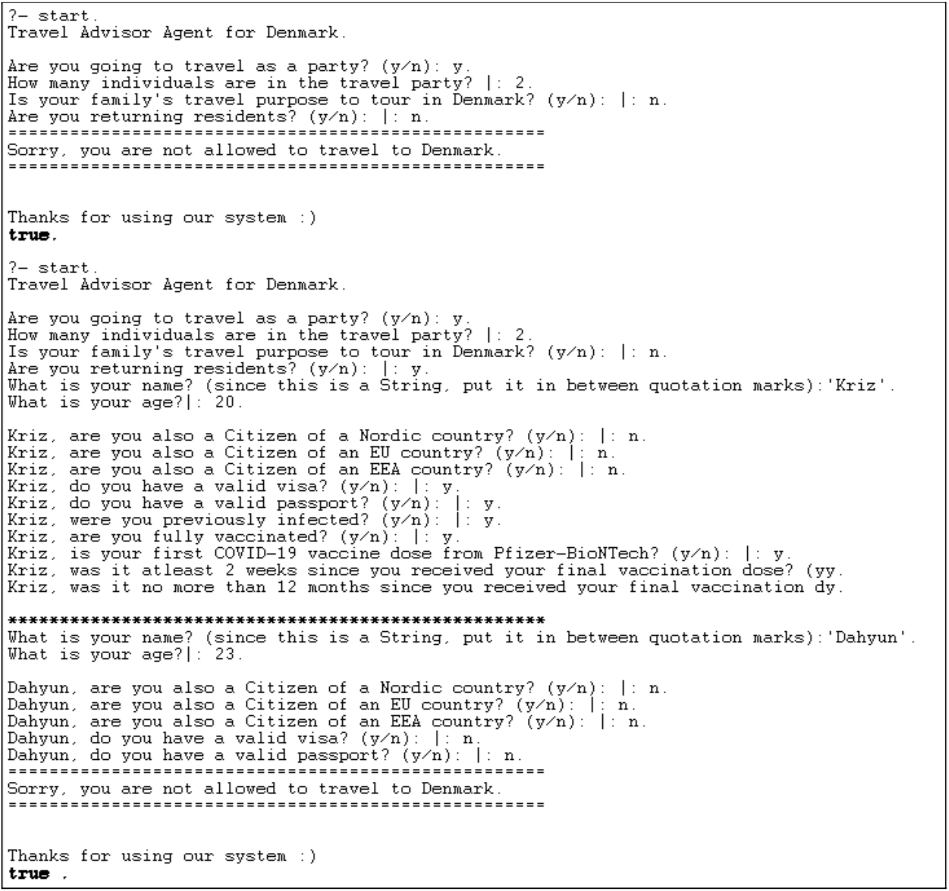 ?- start.
Travel Advisor Agent for Denmark.
Are you going to travel as a party? (y/n): y.
How many individuals are in the travel party? |: 2.
Is your family's travel purpose to tour in Denmark? (y/n): |: n.
Are you returning residents? (y/n): |: n.
====================================================
Sorry, you are not allowed to travel to Denmark.
====================================================
Thanks for using our system :)
true.
?- start.
Travel Advisor Agent for Denmark.
Are you going to travel as a party? (y/n): y.
How many individuals are in the travel party? |: 2.
Is your family's travel purpose to tour in Denmark? (y/n): |: n.
Are you returning residents? (y/n): |: y.
What is your name? (since this is a String, put it in between quotation marks):'Kriz'.
What is your age?|: 20.
Kriz, are you also a Citizen of a Nordic country? (y/n): |: n.
Kriz, are you also a Citizen of an EU country? (y/n): |: n.
Kriz, are you also a Citizen of an EEA country? (y/n): |: n.
Kriz, do you have a valid visa? (y/n): |: y.
Kriz, do you have a valid passport? (y/n): |: y.
Kriz, were you previously infected? (y/n): |: y.
Kriz, are you fully vaccinated? (y/n): |: y.
Kriz, is your first COVID-19 vaccine dose from Pfizer-BioNTech? (y/n): |: y.
Kriz, was it atleast 2 weeks since you received your final vaccination dose? (yy.
Kriz, was it no more than 12 months since you received your final vaccination dy.
****************************************************
What is your name? (since this is a String, put it in between quotation marks):'Dahyun'.
What is your age?|: 23.
Dahyun, are you also a Citizen of a Nordic country? (y/n): |: n.
Dahyun, are you also a Citizen of an EU country? (y/n): |: n.
Dahyun, are you also a Citizen of an EEA country? (y/n): |: n.
Dahyun, do you have a valid visa? (y/n): |: n.
Dahyun, do you have a valid passport? (y/n): |: n.
====================================================
Sorry, you are not allowed to travel to Denmark.
====================================================
Thanks for using our system :)
true .